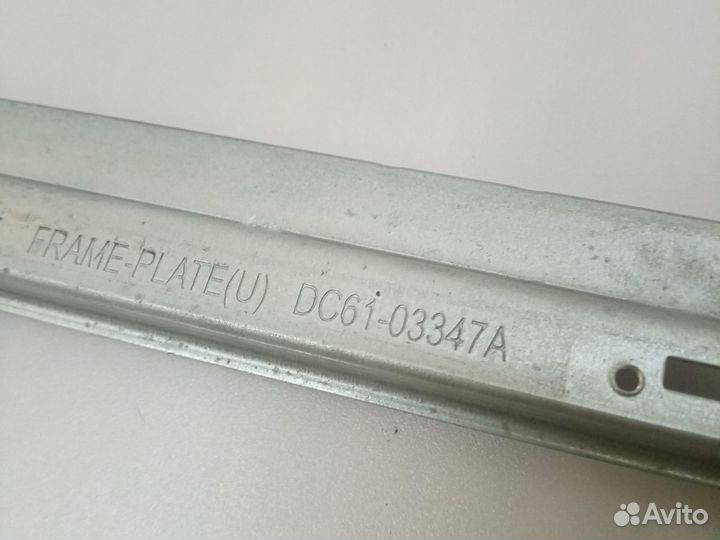 FRAME-PLATE(U) DC61-03347A
Avito